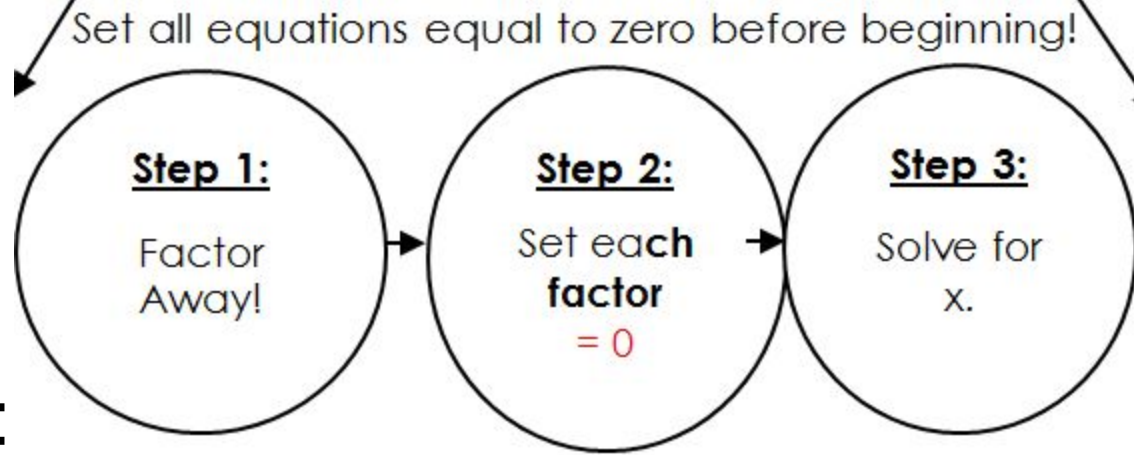 Set all equations equal to zero before beginning!
Step 1:
Factor
Away!
Step 2:
Set each
factor
= 0
Step 3:
Solve for
x.